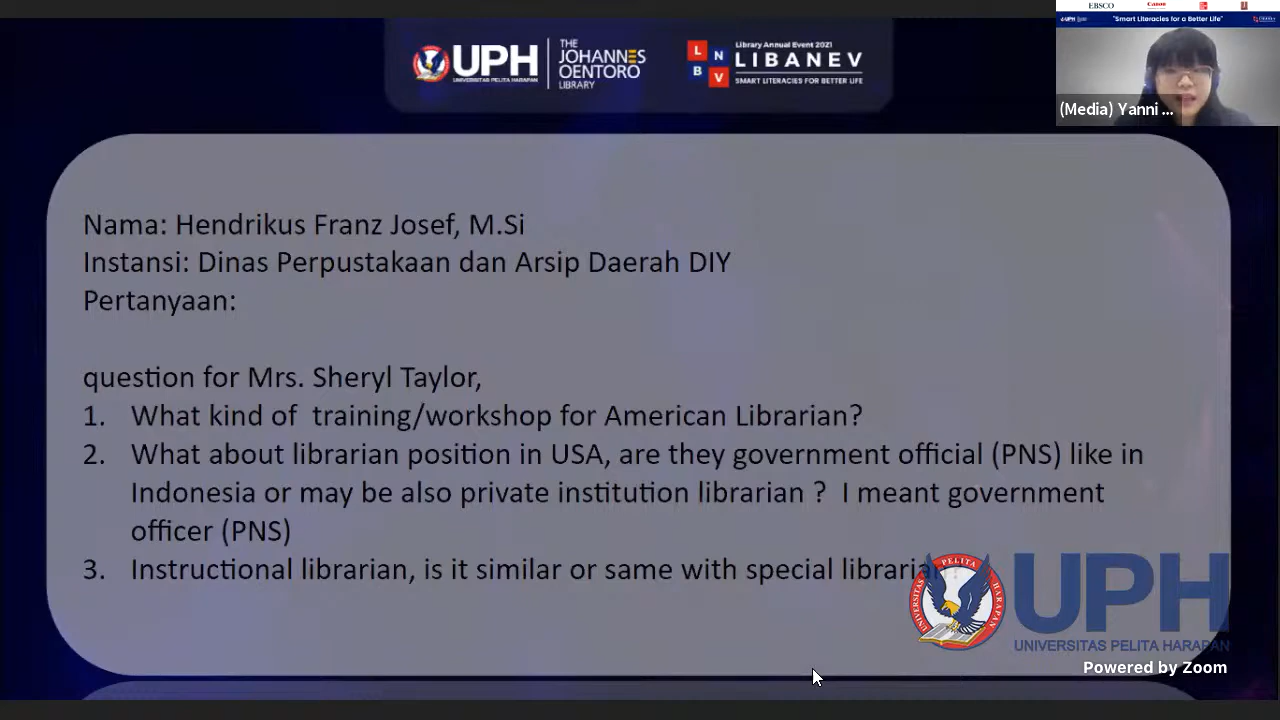 EBSCO
Canon
UPH
"Smart Literacies for a Better Life"
UPH
UNIVERSITAS PELITA HARAPAN
THE
JOHANNES
OENTORO
LIBRARY
L N
B V
Library Annual Event 2021
LIBANEV
SMART LITERACIES FOR BETTER LIFE
(Media) Yanni ...
Nama: Hendrikus Franz Josef, M.Si
Instansi: Dinas Perpustakaan dan Arsip Daerah DIY
Pertanyaan:
question for Mrs. Sheryl Taylor,
1. What kind of  training/workshop for American Librarian?
2. What about librarian position in USA, are they government official (PNS) like in
Indonesia or may be also private institution librarian ?  I meant government
officer (PNS)
3. Instructional librarian, is it similar or same with special librarian
UNIVERSITAS PELITA HARAPAN
UPH
UNIVERSITAS PELITA HARAPAN
Powered by Zoom